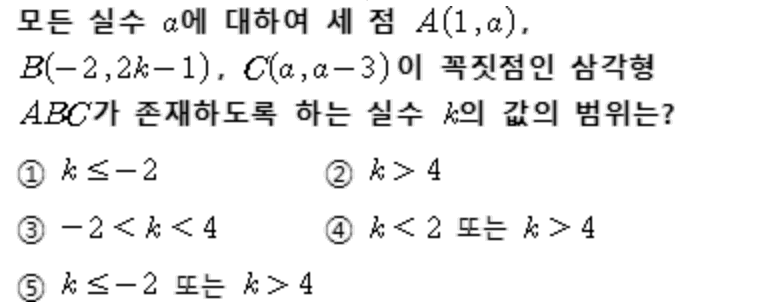 모든 실수 a에 대하여 세 점 A(1,a),
B(−2,2k−1), C(a,a−3)이 꼭짓점인 삼각형
ABC가 존재하도록 하는 실수 k의 값의 범위는?
① k≤−2 ② k>4
③ −2<k<4 ④ k<2 또는 k>4
⑤ k≤−2 또는 k>4